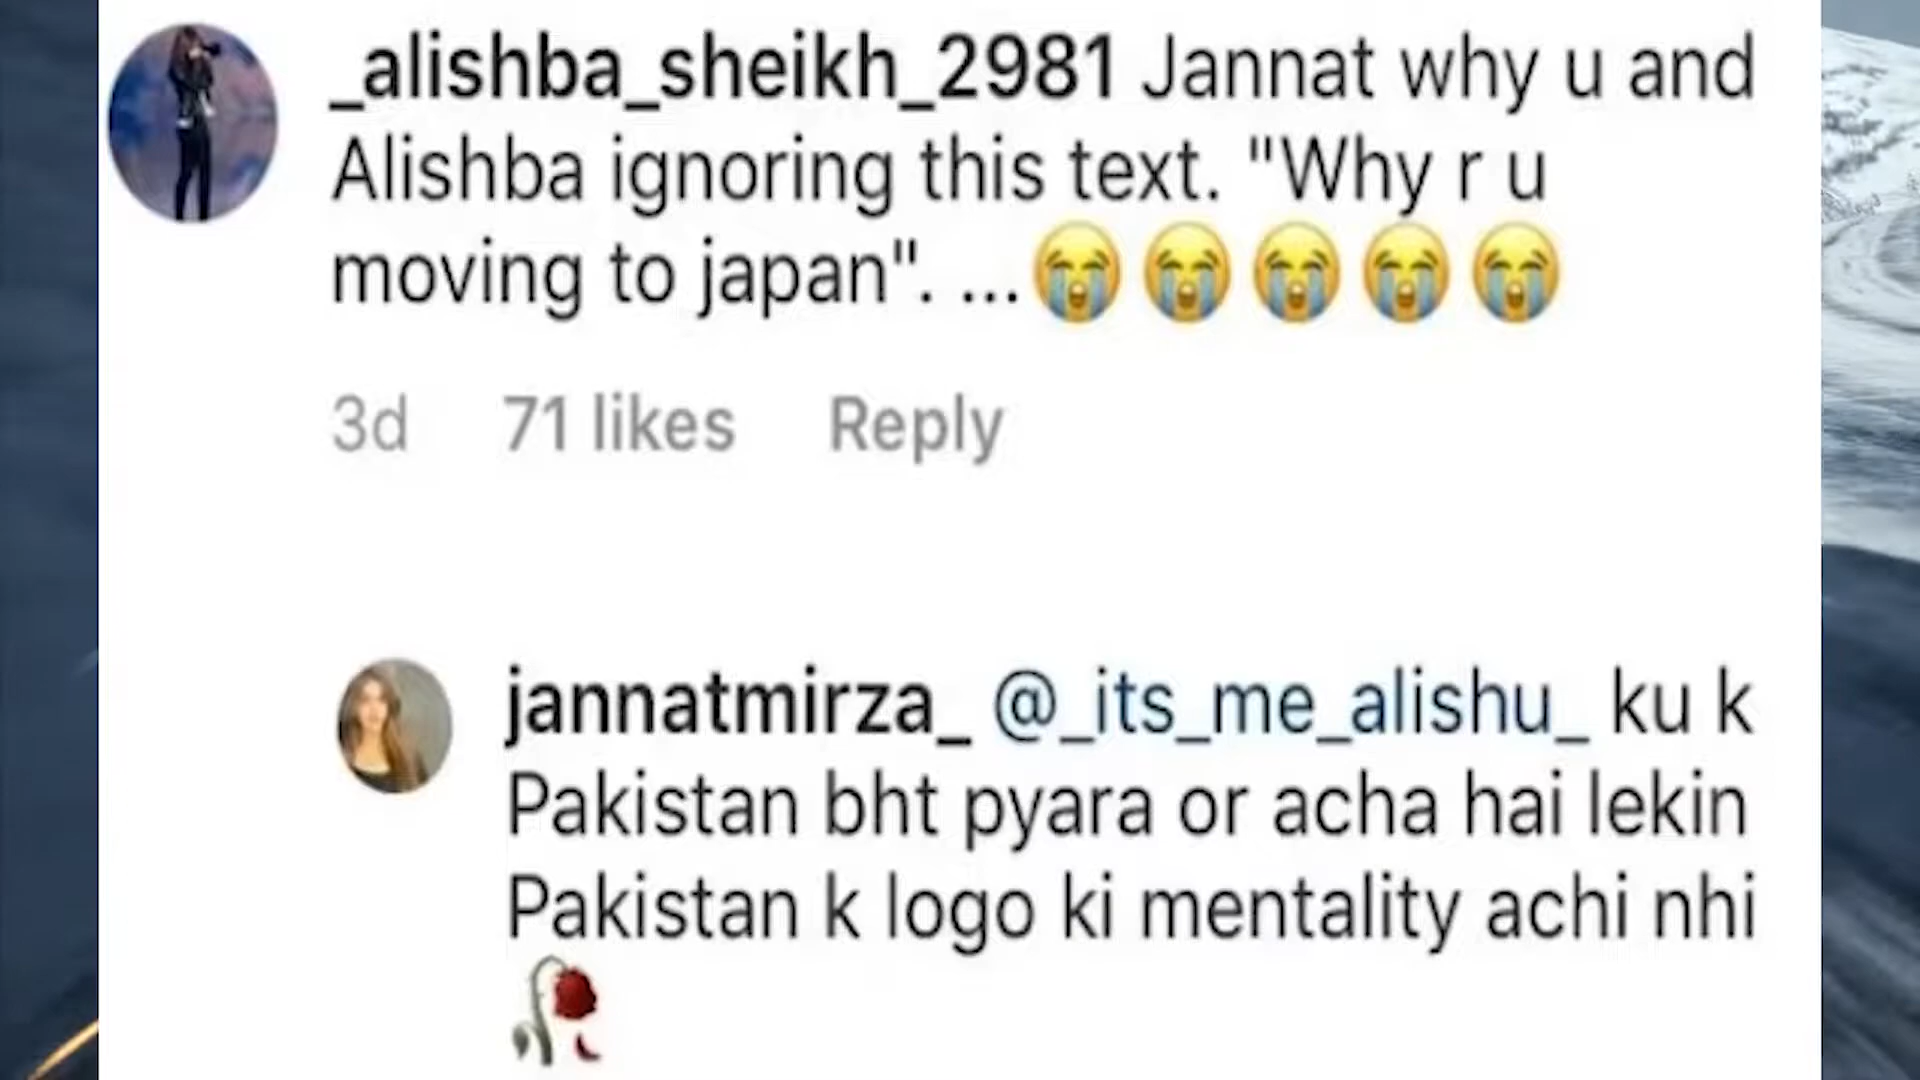 _alishba_sheikh_2981 Jannat why u and
Alishba ignoring this text. "Why r u
moving to japan". ...😭😭😭😭😭
3d 71 likes Reply
jannatmirza_ @_its_me_alishu_ ku k
Pakistan bht pyara or acha hai lekin
Pakistan k logo ki mentality achi nhi
🥀